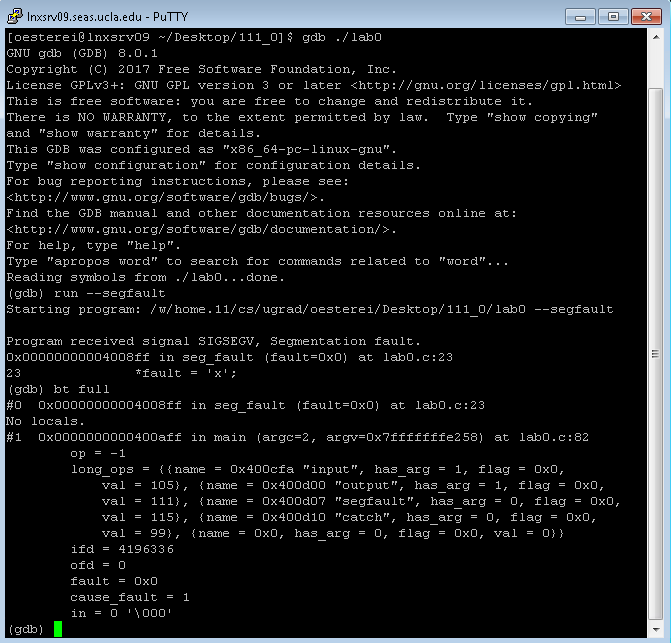 lnxsrv09.seas.ucla.edu - PuTTY
[oesterei@lnxsrv09 ~/Desktop/111_0]$ gdb ./lab0
GNU gdb (GDB) 8.0.1
Copyright (C) 2017 Free Software Foundation, Inc.
License GPLv3+: GNU GPL version 3 or later <http://gnu.org/licenses/gpl.html>
This is free software: you are free to change and redistribute it.
There is NO WARRANTY, to the extent permitted by law.  Type "show copying"
and "show warranty" for details.
This GDB was configured as "x86_64-pc-linux-gnu".
Type "show configuration" for configuration details.
For bug reporting instructions, please see:
<http://www.gnu.org/software/gdb/bugs/>.
Find the GDB manual and other documentation resources online at:
<http://www.gnu.org/software/gdb/documentation/>.
For help, type "help".
Type "apropos word" to search for commands related to "word"...
Reading symbols from ./lab0...done.
(gdb) run --segfault
Starting program: /w/home.11/cs/ugrad/oesterei/Desktop/111_0/lab0 --segfault
Program received signal SIGSEGV, Segmentation fault.
0x00000000004008ff in seg_fault (fault=0x0) at lab0.c:23
23              *fault = 'x';
(gdb) bt full
#0  0x00000000004008ff in seg_fault (fault=0x0) at lab0.c:23
No locals.
#1  0x0000000000400aff in main (argc=2, argv=0x7fffffffe258) at lab0.c:82
        op = -1
        long_ops = {{name = 0x400cfa "input", has_arg = 1, flag = 0x0,
            val = 105}, {name = 0x400d00 "output", has_arg = 1, flag = 0x0,
            val = 111}, {name = 0x400d07 "segfault", has_arg = 0, flag = 0x0,
            val = 115}, {name = 0x400d10 "catch", has_arg = 0, flag = 0x0,
            val = 99}, {name = 0x0, has_arg = 0, flag = 0x0, val = 0}}
        ifd = 4196336
        ofd = 0
        fault = 0x0
        cause_fault = 1
        in = 0 '\000'
(gdb)